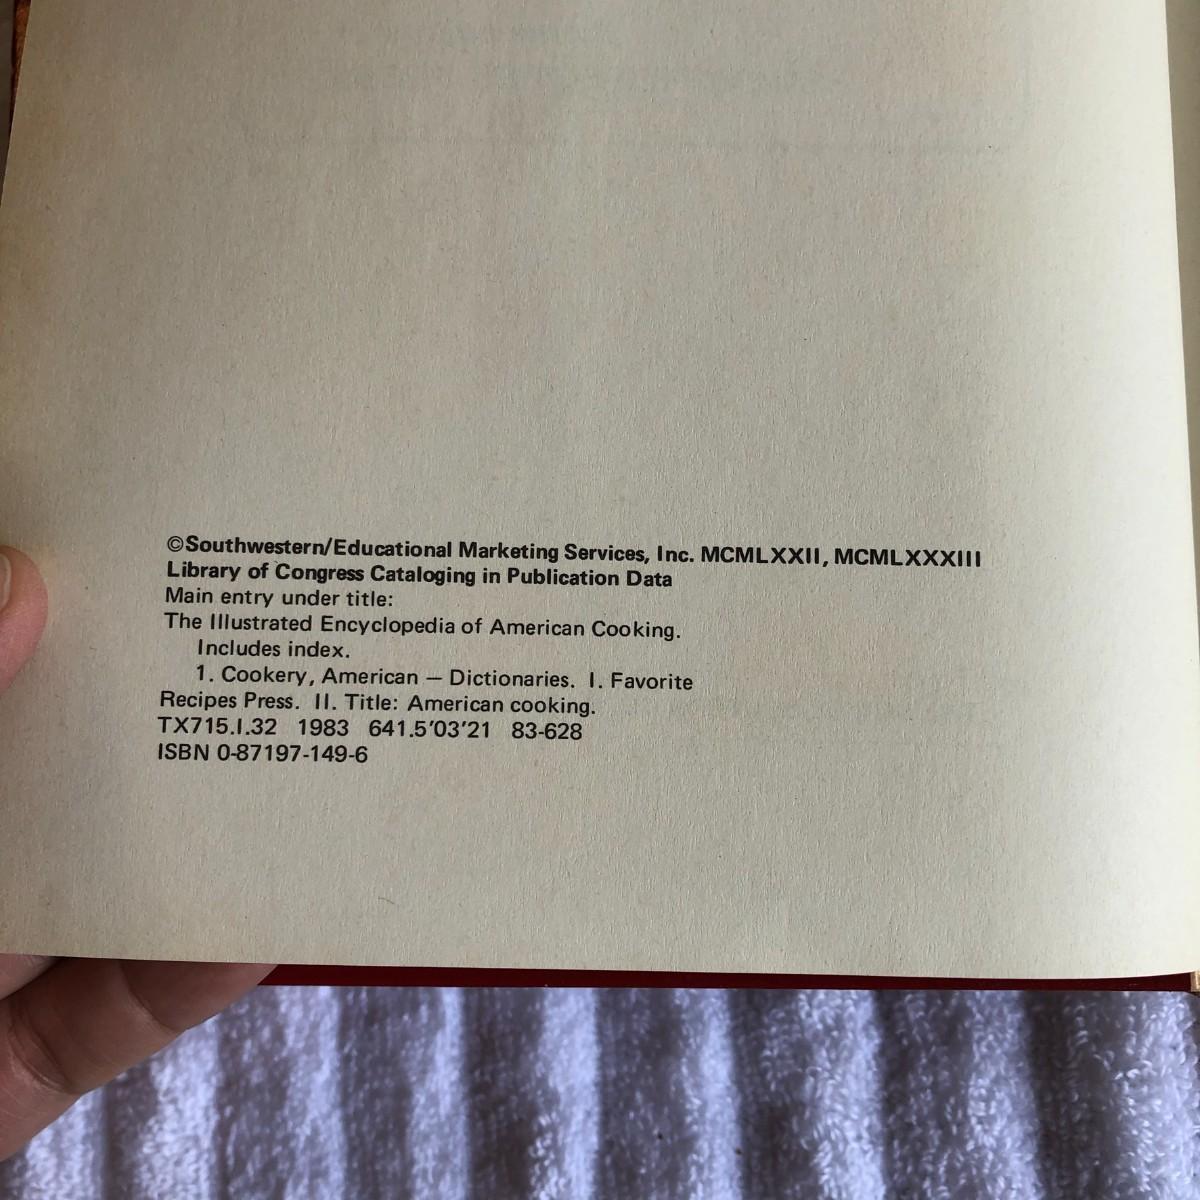 ©Southwestern/Educational Marketing Services, Inc. MCMLXXII, MCMLXXXIII
Library of Congress Cataloging in Publication Data
Main entry under title:
The Illustrated Encyclopedia of American Cooking.
Includes index.
1. Cookery, American — Dictionaries. I. Favorite
Recipes Press. II. Title: American cooking.
TX715.I.32 1983 641.5'03'21 83-628
ISBN 0-87197-149-6